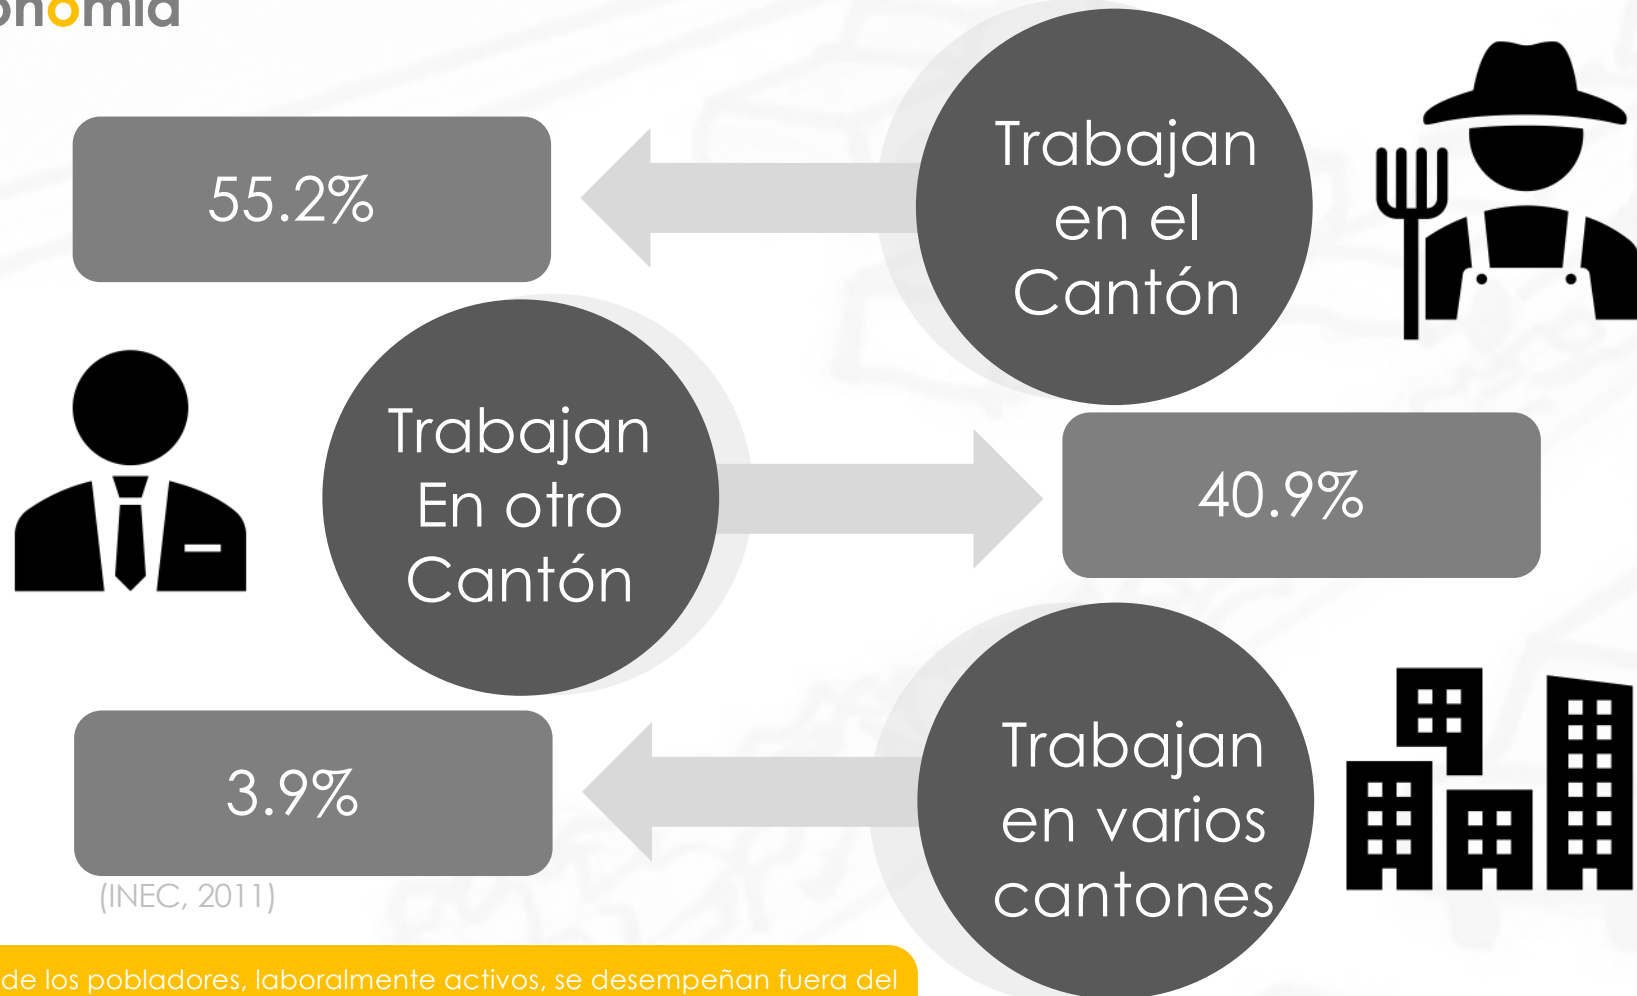 onomía
55.2%
Trabajan
en el
Cantón
Trabajan
En otro
Cantón
40.9%
3.9%
Trabajan
en varios
cantones
(INEC, 2011)
de los pobladores, laboralmente activos, se desempeñan fuera del